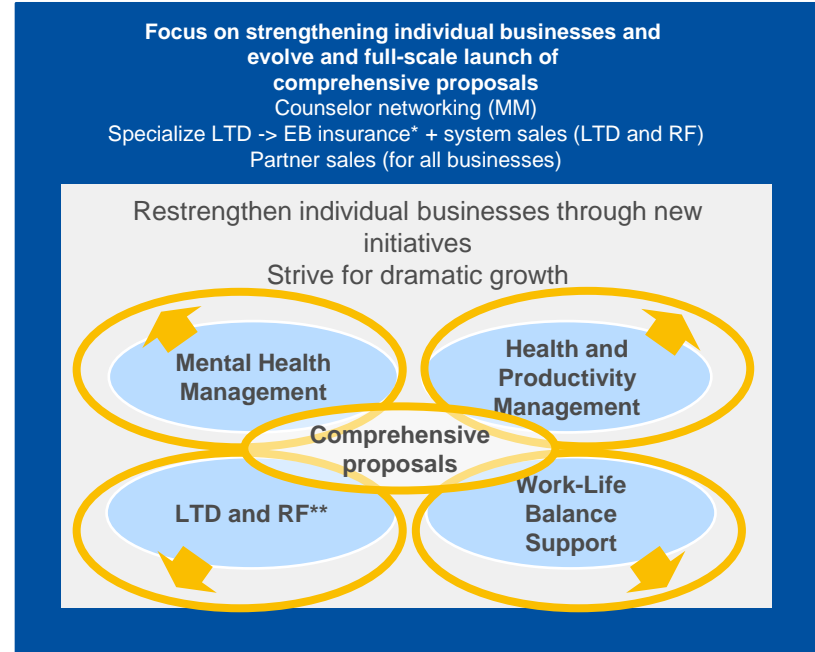 Focus on strengthening individual businesses and
evolve and full-scale launch of
comprehensive proposals
Counselor networking (MM)
Specialize LTD -> EB insurance* + system sales (LTD and RF)
Partner sales (for all businesses)
Restrengthen individual businesses through new
initiatives
Strive for dramatic growth
Mental Health
Management
Health and
Productivity
Management
Comprehensive
proposals
LTD and RF**
Work-Life
Balance
Support